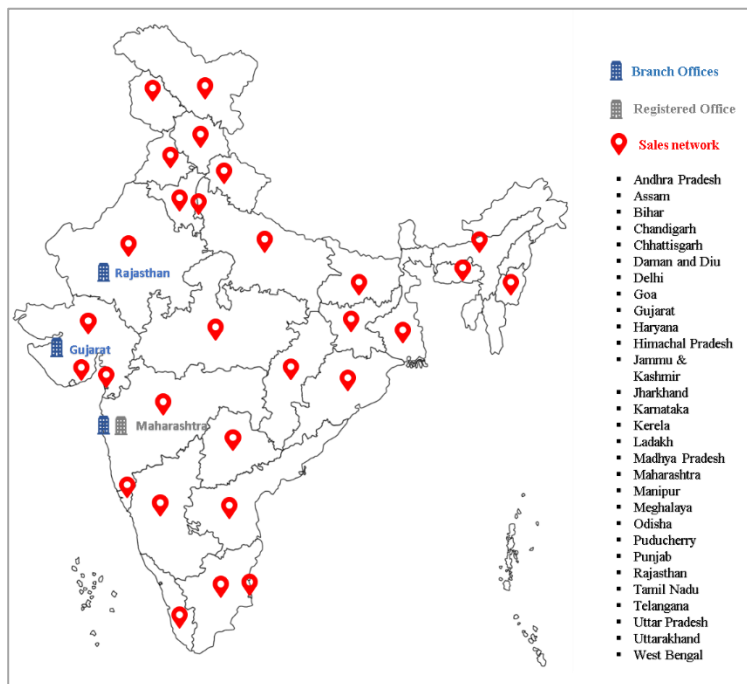 Branch Offices
Registered Office
Sales network
Rajasthan
Gujarat
Maharashtra
▪ Andhra Pradesh
▪ Assam
▪ Bihar
▪ Chandigarh
▪ Chhattisgarh
▪ Daman and Diu
▪ Delhi
▪ Goa
▪ Gujarat
▪ Haryana
▪ Himachal Pradesh
▪ Jammu &
Kashmir
▪ Jharkhand
▪ Karnataka
▪ Kerela
▪ Ladakh
▪ Madhya Pradesh
▪ Maharashtra
▪ Manipur
▪ Meghalaya
▪ Odisha
▪ Puducherry
▪ Punjab
▪ Rajasthan
▪ Tamil Nadu
▪ Telangana
▪ Uttar Pradesh
▪ Uttarakhand
▪ West Bengal